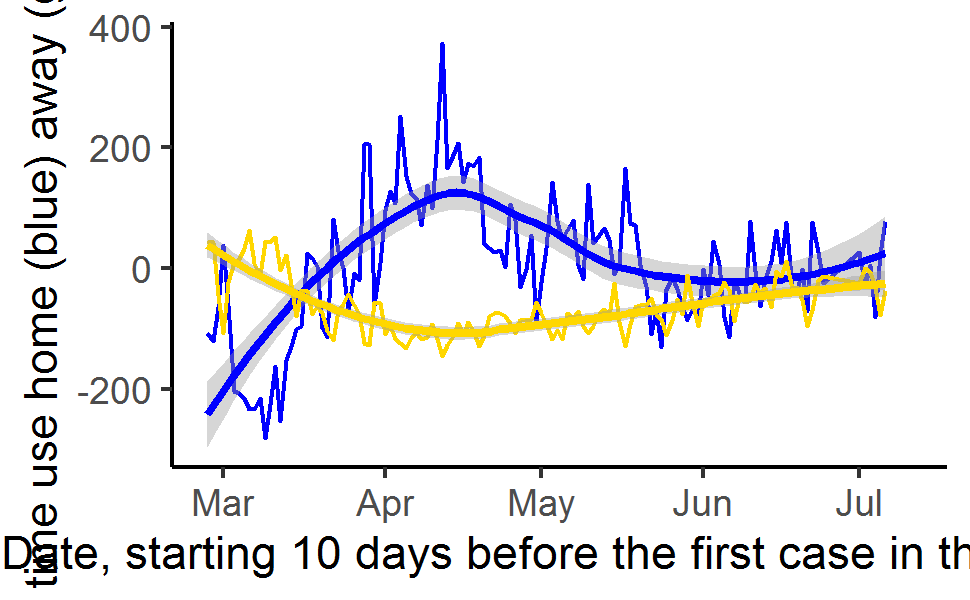 time use home (blue) away (
400
200
0
-200
Mar Apr May Jun Jul
Date, starting 10 days before the first case in th